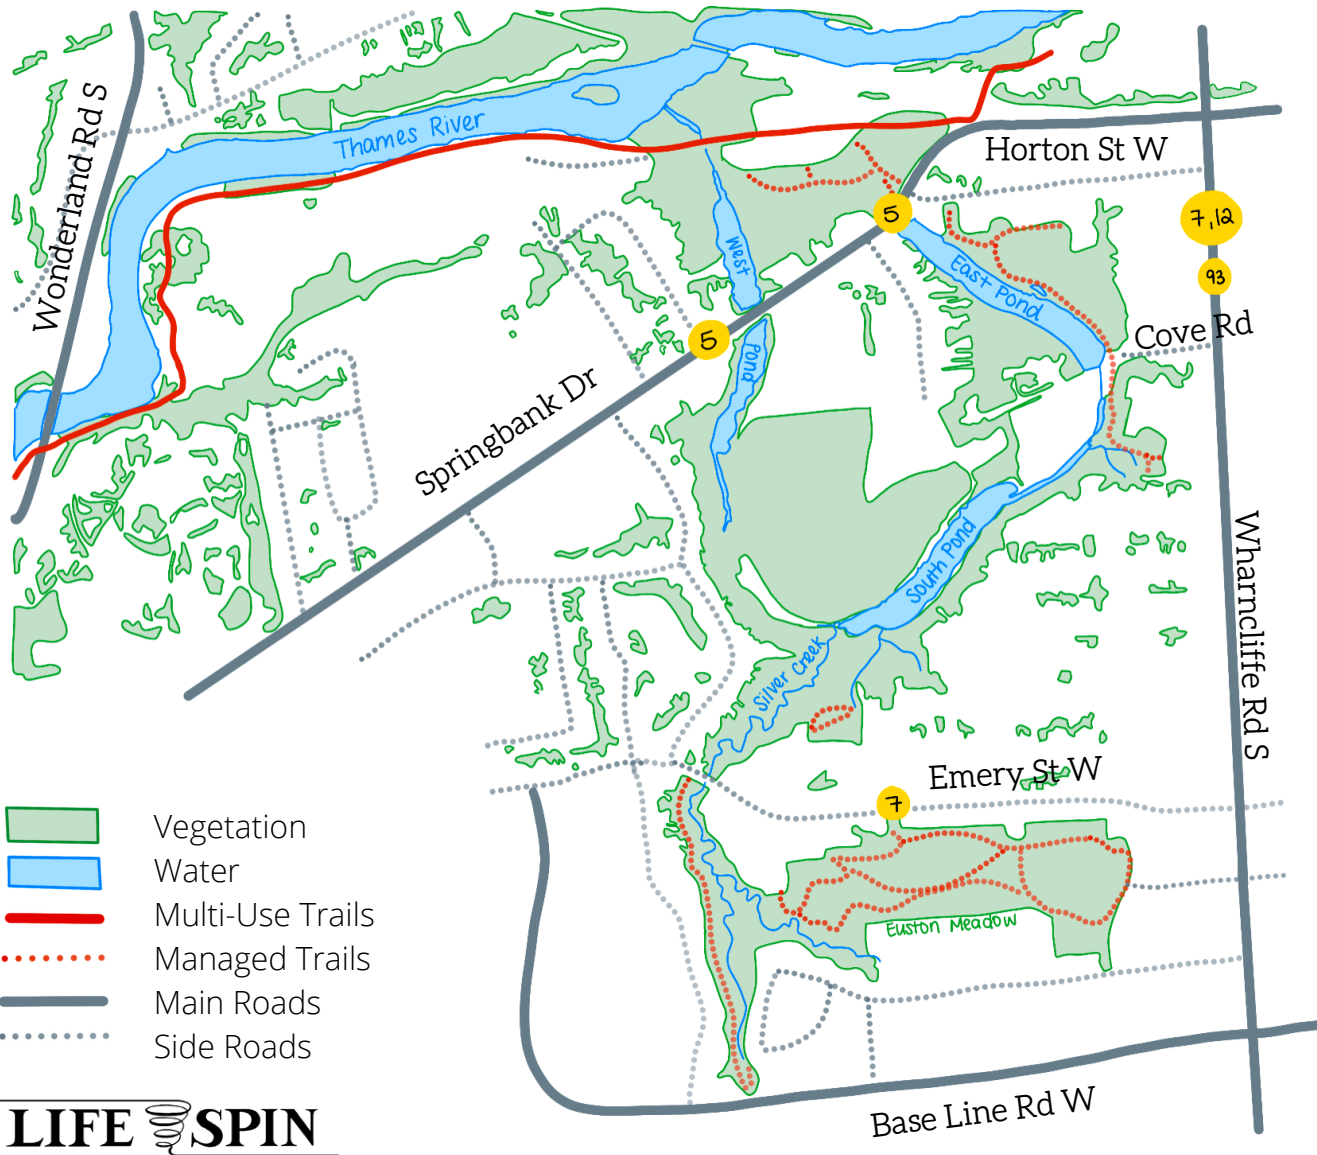 Wonderland Rd S
Thames River
Horton St W
5
7,12
93
West
Pond
East Pond
Cove Rd
5
Springbank Dr
South Pond
Silver Creek
Wharncliffe Rd S
Emery St W
7
Euston Meadow
Base Line Rd W
Vegetation
Water
Multi-Use Trails
Managed Trails
Main Roads
Side Roads
LIFE SPIN